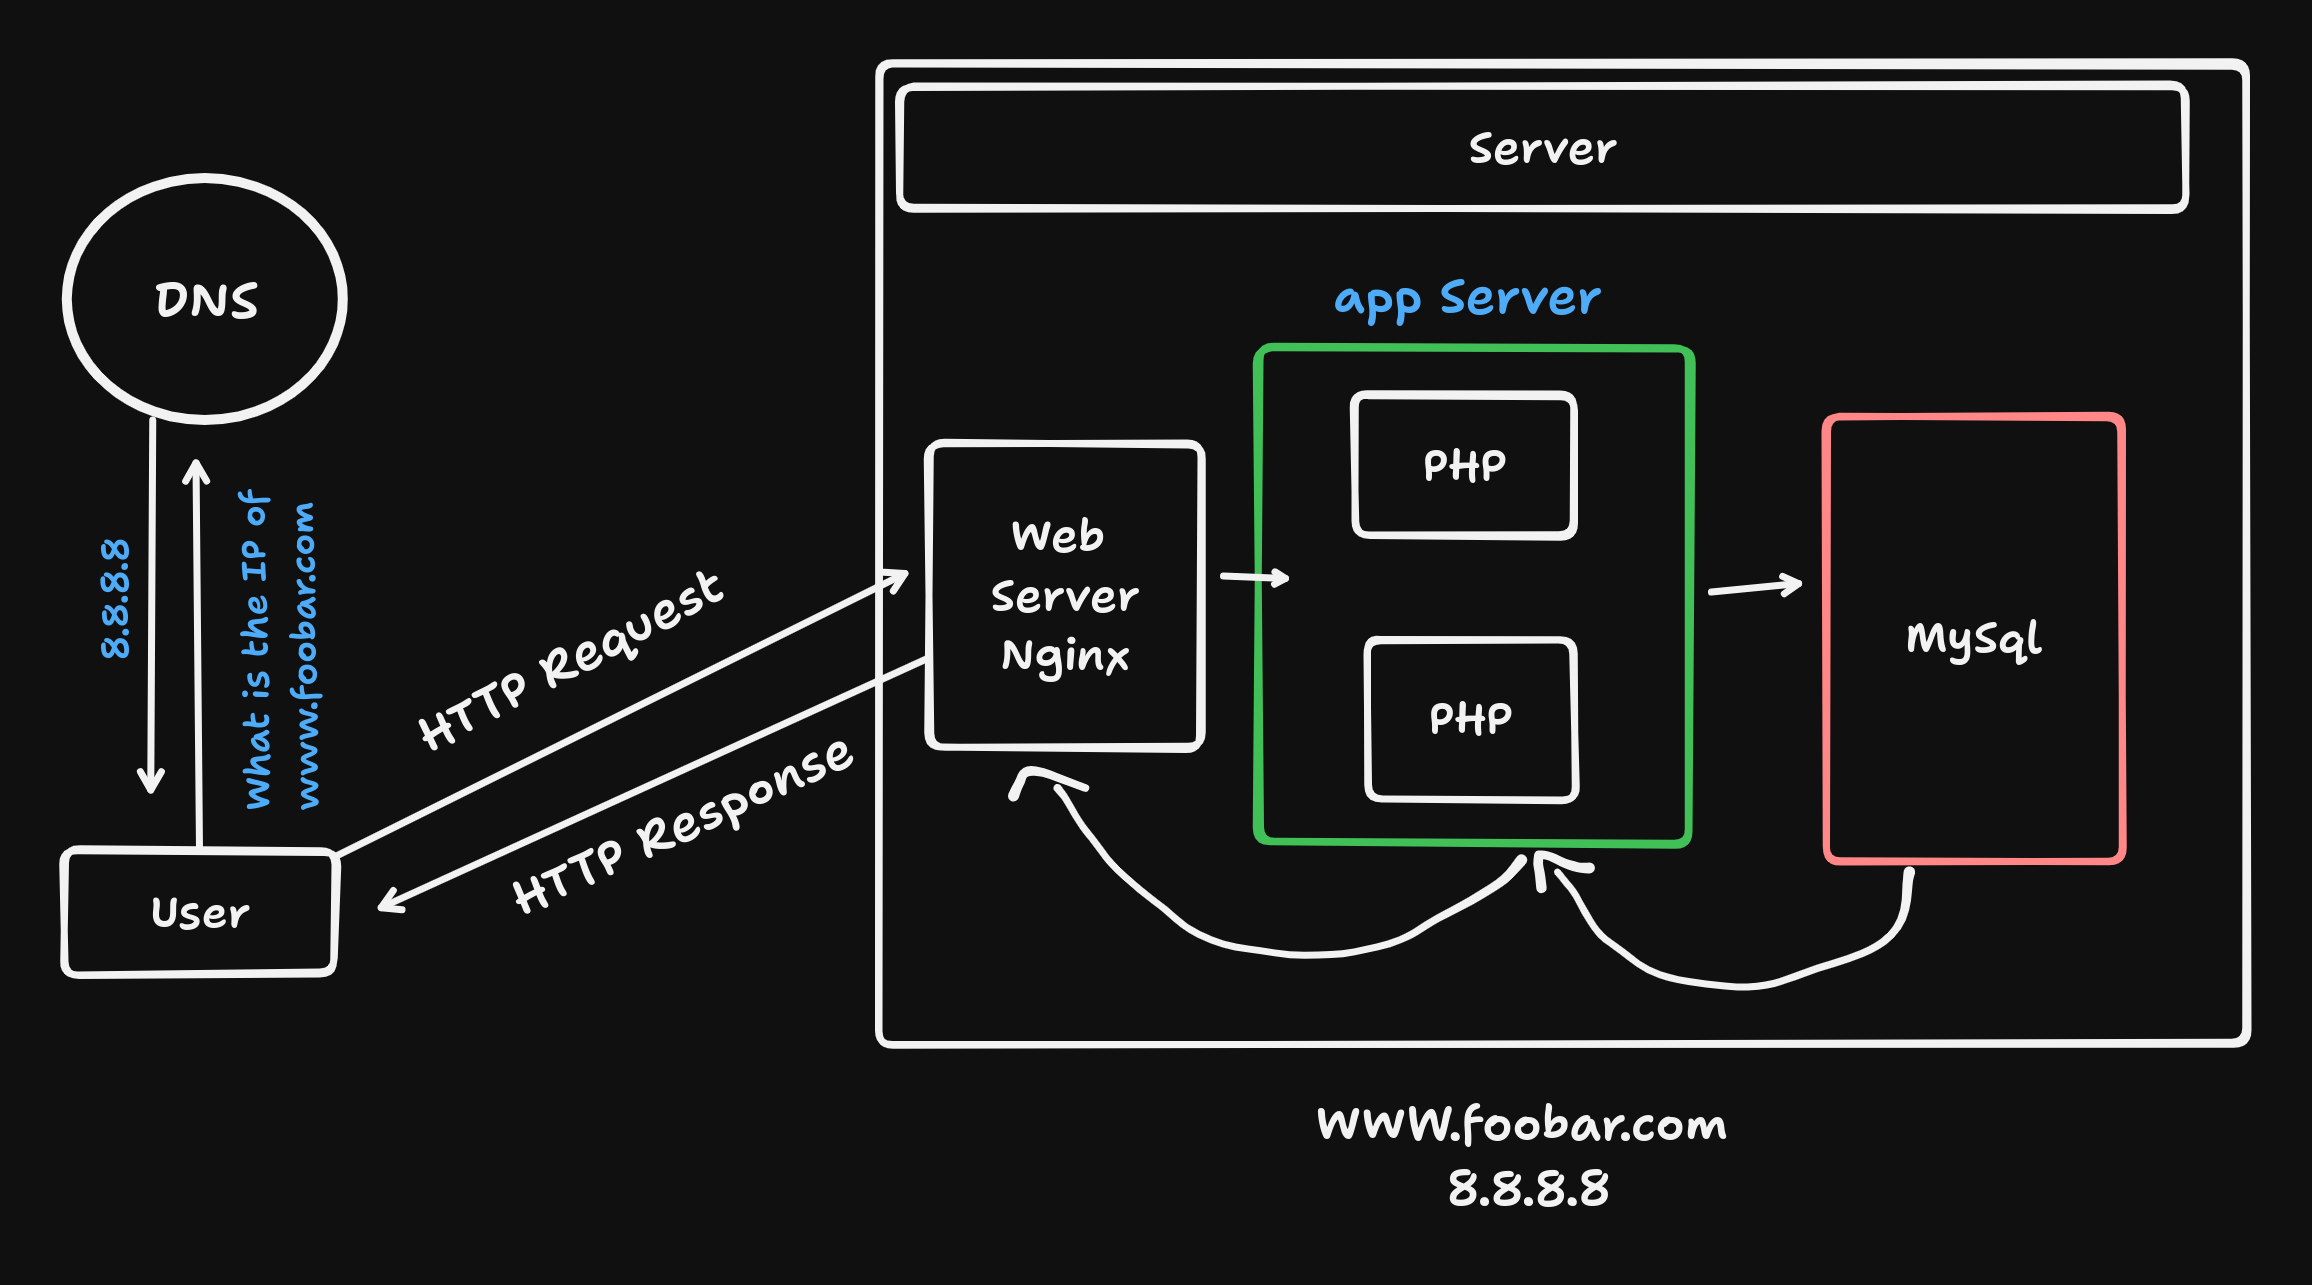 Server
DNS
app Server
PHP
Web
Server
Nginx
PHP
MySql
8.8.8.8
What is the IP of
www.foobar.com
HTTP Request
HTTP Response
User
WWW.foobar.com
8.8.8.8